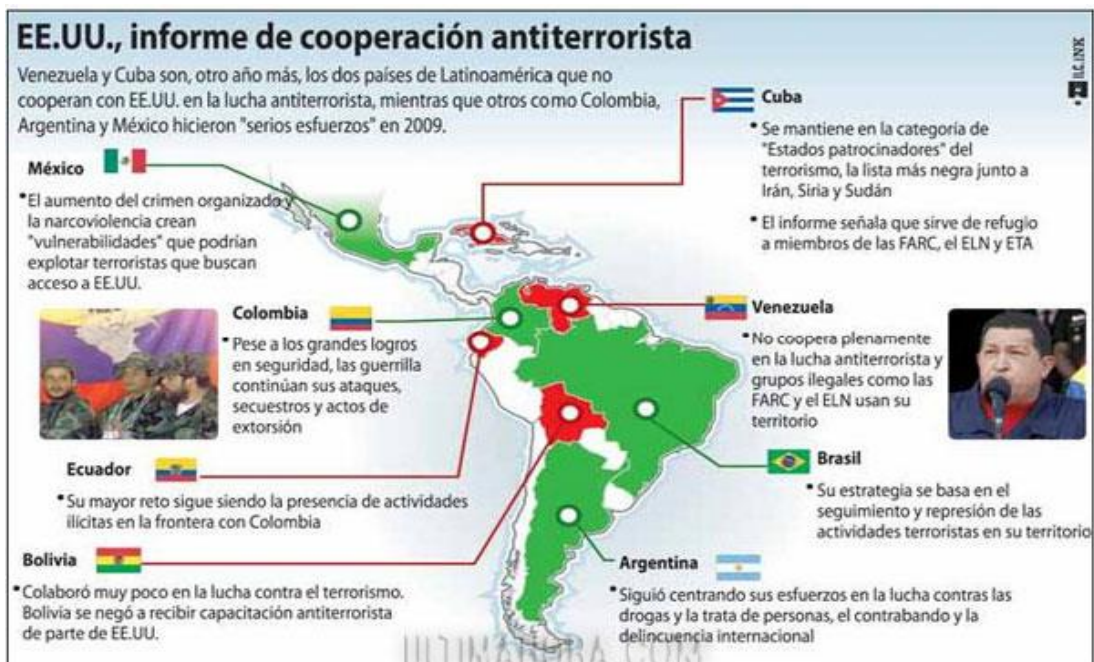 EE.UU., informe de cooperación antiterrorista
Venezuela y Cuba son, otro año más, los dos países de Latinoamérica que no
cooperan con EE.UU. en la lucha antiterrorista, mientras que otros como Colombia,
Argentina y México hicieron "serios esfuerzos" en 2009.
Cuba
• Se mantiene en la categoría de
"Estados patrocinadores" del
terrorismo, la lista más negra junto a
Irán, Siria y Sudán
• El informe señala que sirve de refugio
a miembros de las FARC, el ELN y ETA
México
• El aumento del crimen organizado y
la narcoviolencia crean
"vulnerabilidades" que podrían
explotar terroristas que buscan
acceso a EE.UU.
Colombia
• Pese a los grandes logros
en seguridad, las guerrilla
continúan sus ataques,
secuestros y actos de
extorsión
Venezuela
• No coopera plenamente
en la lucha antiterrorista y
grupos ilegales como las
FARC y el ELN usan su
territorio
Ecuador
• Su mayor reto sigue siendo la presencia de actividades
ilícitas en la frontera con Colombia
Brasil
• Su estrategia se basa en el
seguimiento y represión de las
actividades terroristas en su territorio
Bolivia
• Colaboró muy poco en la lucha contra el terrorismo.
Bolivia se negó a recibir capacitación antiterrorista
de parte de EE.UU.
Argentina
• Siguió centrando sus esfuerzos en la lucha contras las
drogas y la trata de personas, el contrabando y la
delincuencia internacional
ULTIMAHORA.COM